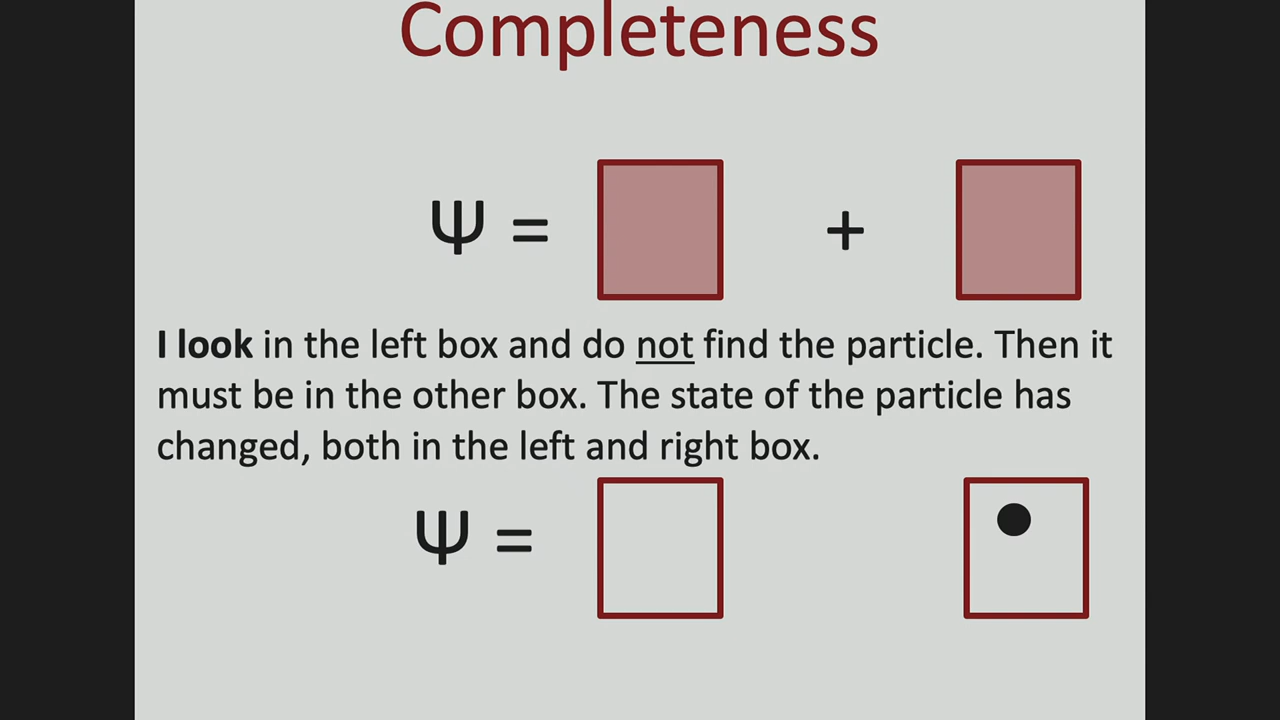 Completeness
Ψ = +
I look in the left box and do not find the particle. Then it
must be in the other box. The state of the particle has
changed, both in the left and right box.
Ψ =